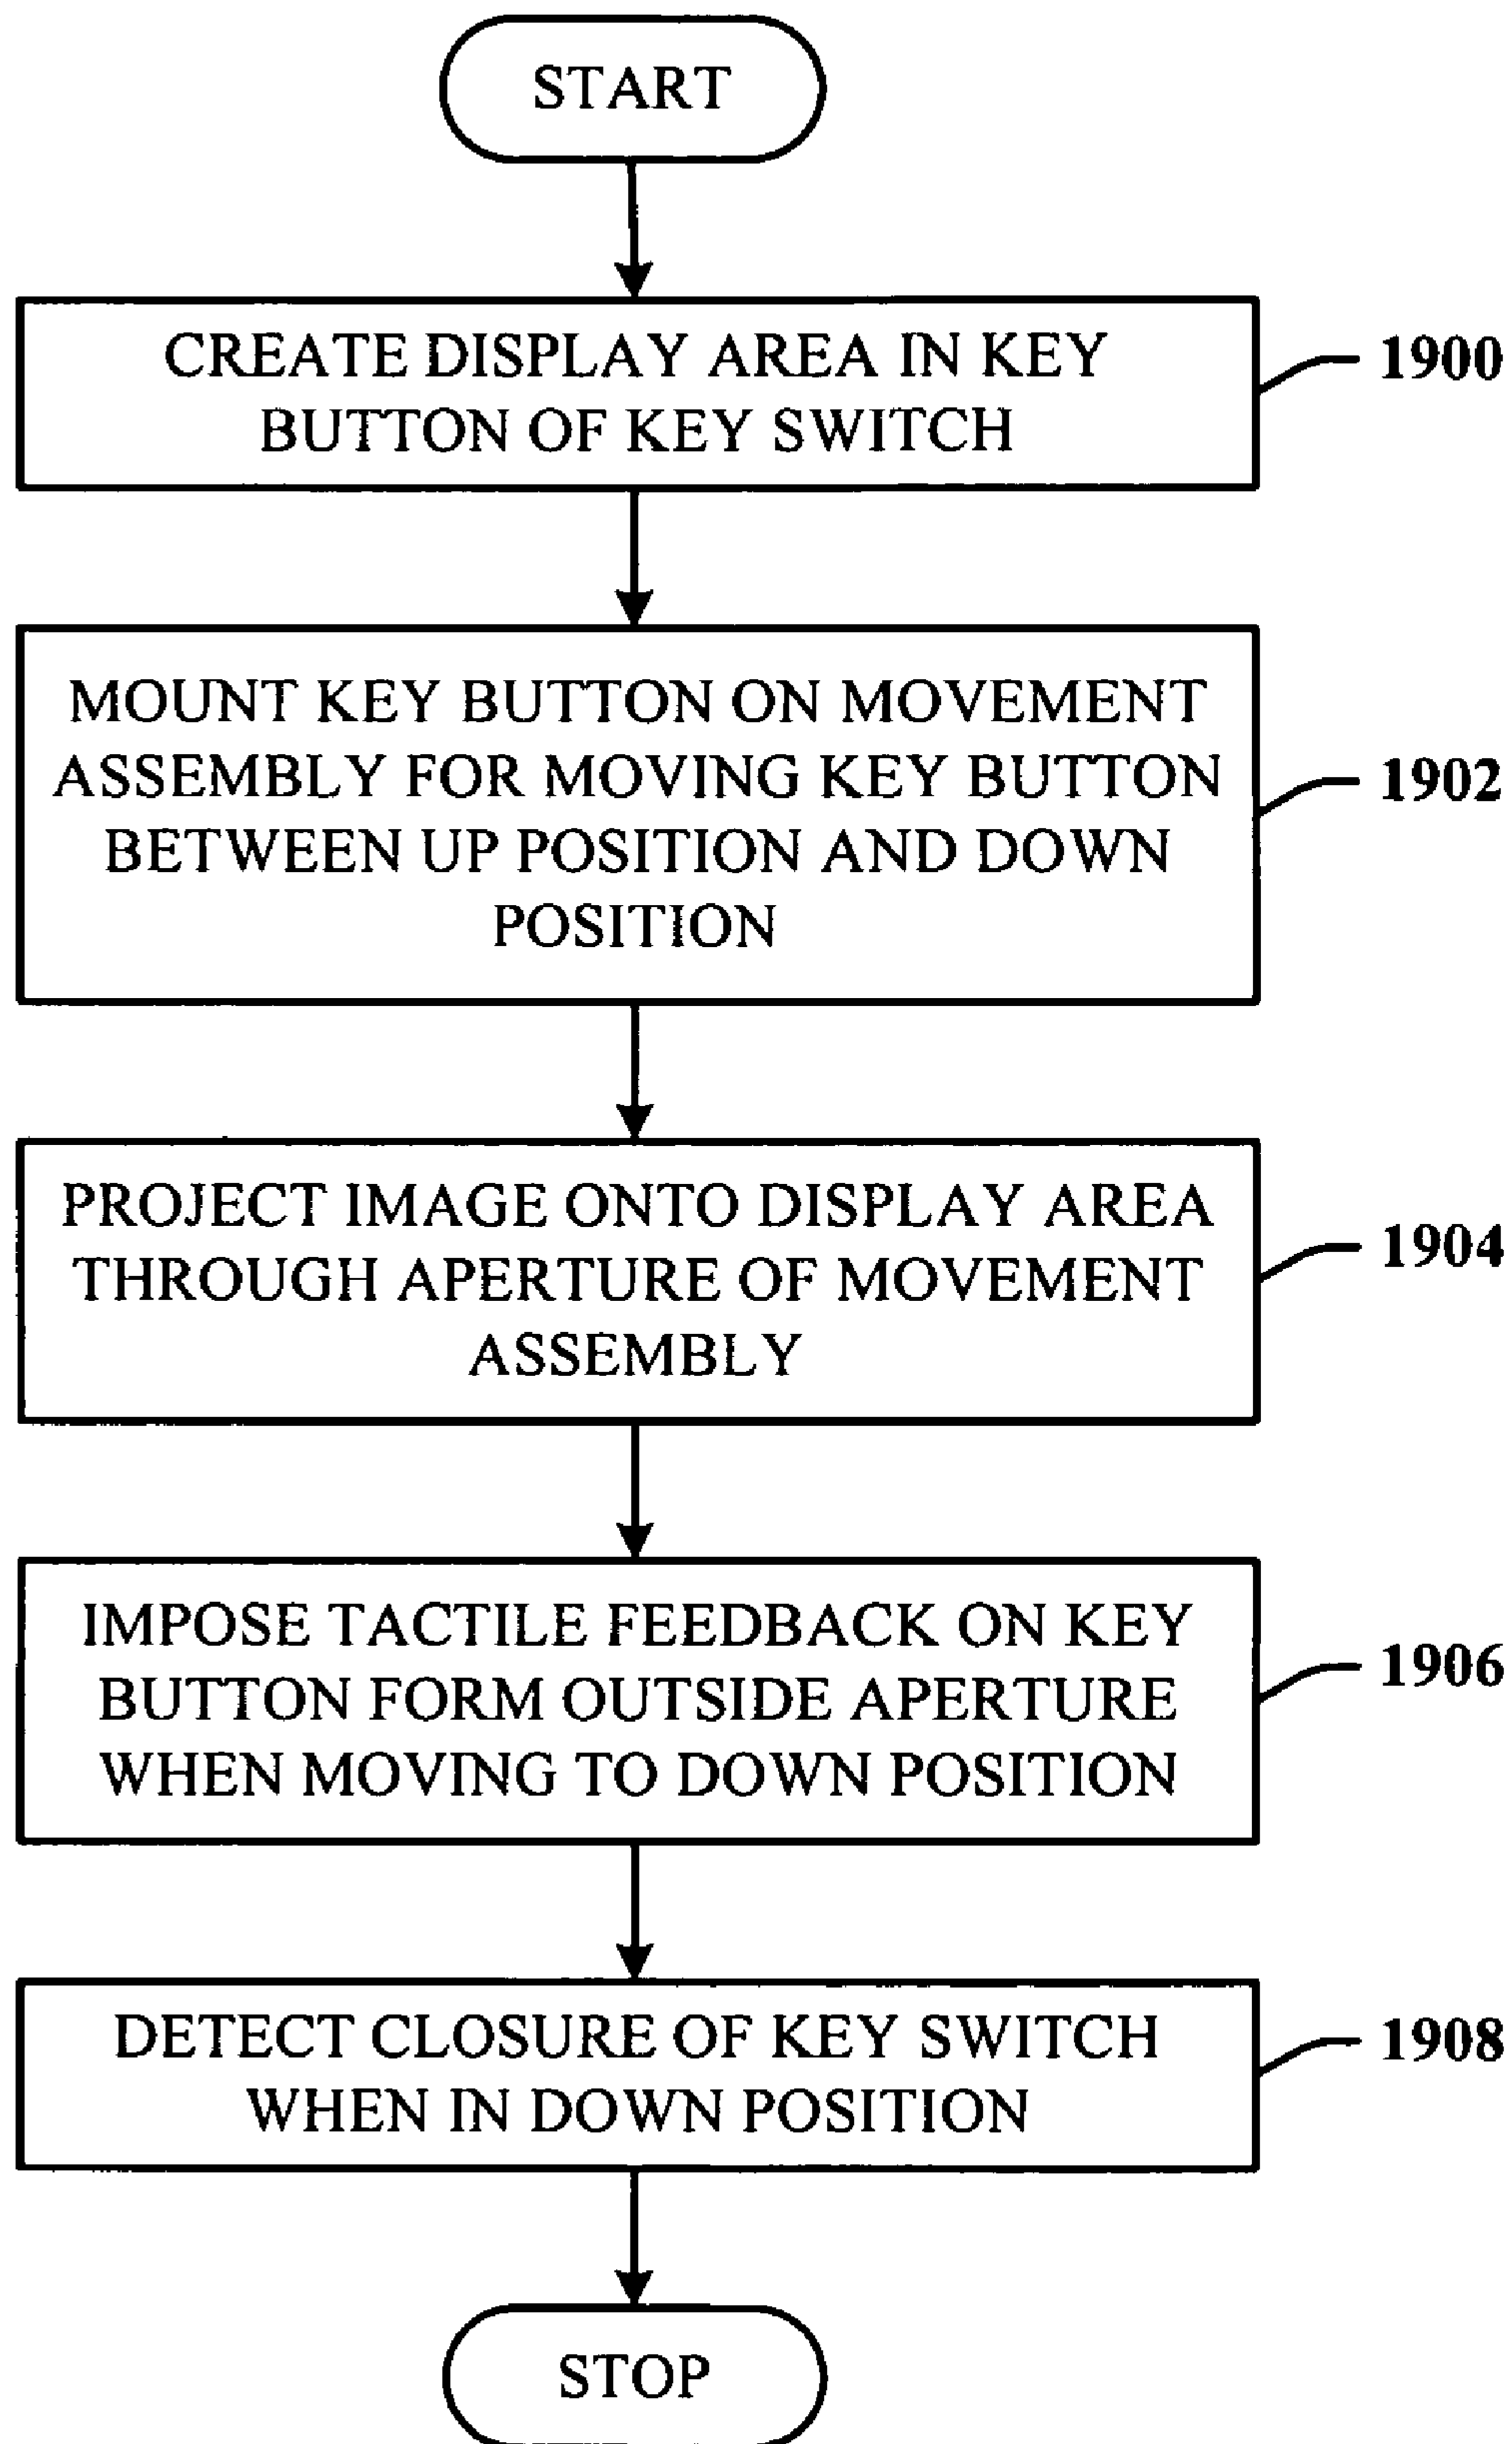 START
CREATE DISPLAY AREA IN KEY
BUTTON OF KEY SWITCH
1900
MOUNT KEY BUTTON ON MOVEMENT
ASSEMBLY FOR MOVING KEY BUTTON
BETWEEN UP POSITION AND DOWN
POSITION
1902
PROJECT IMAGE ONTO DISPLAY AREA
THROUGH APERTURE OF MOVEMENT
ASSEMBLY
1904
IMPOSE TACTILE FEEDBACK ON KEY
BUTTON FORM OUTSIDE APERTURE
WHEN MOVING TO DOWN POSITION
1906
DETECT CLOSURE OF KEY SWITCH
WHEN IN DOWN POSITION
1908
STOP